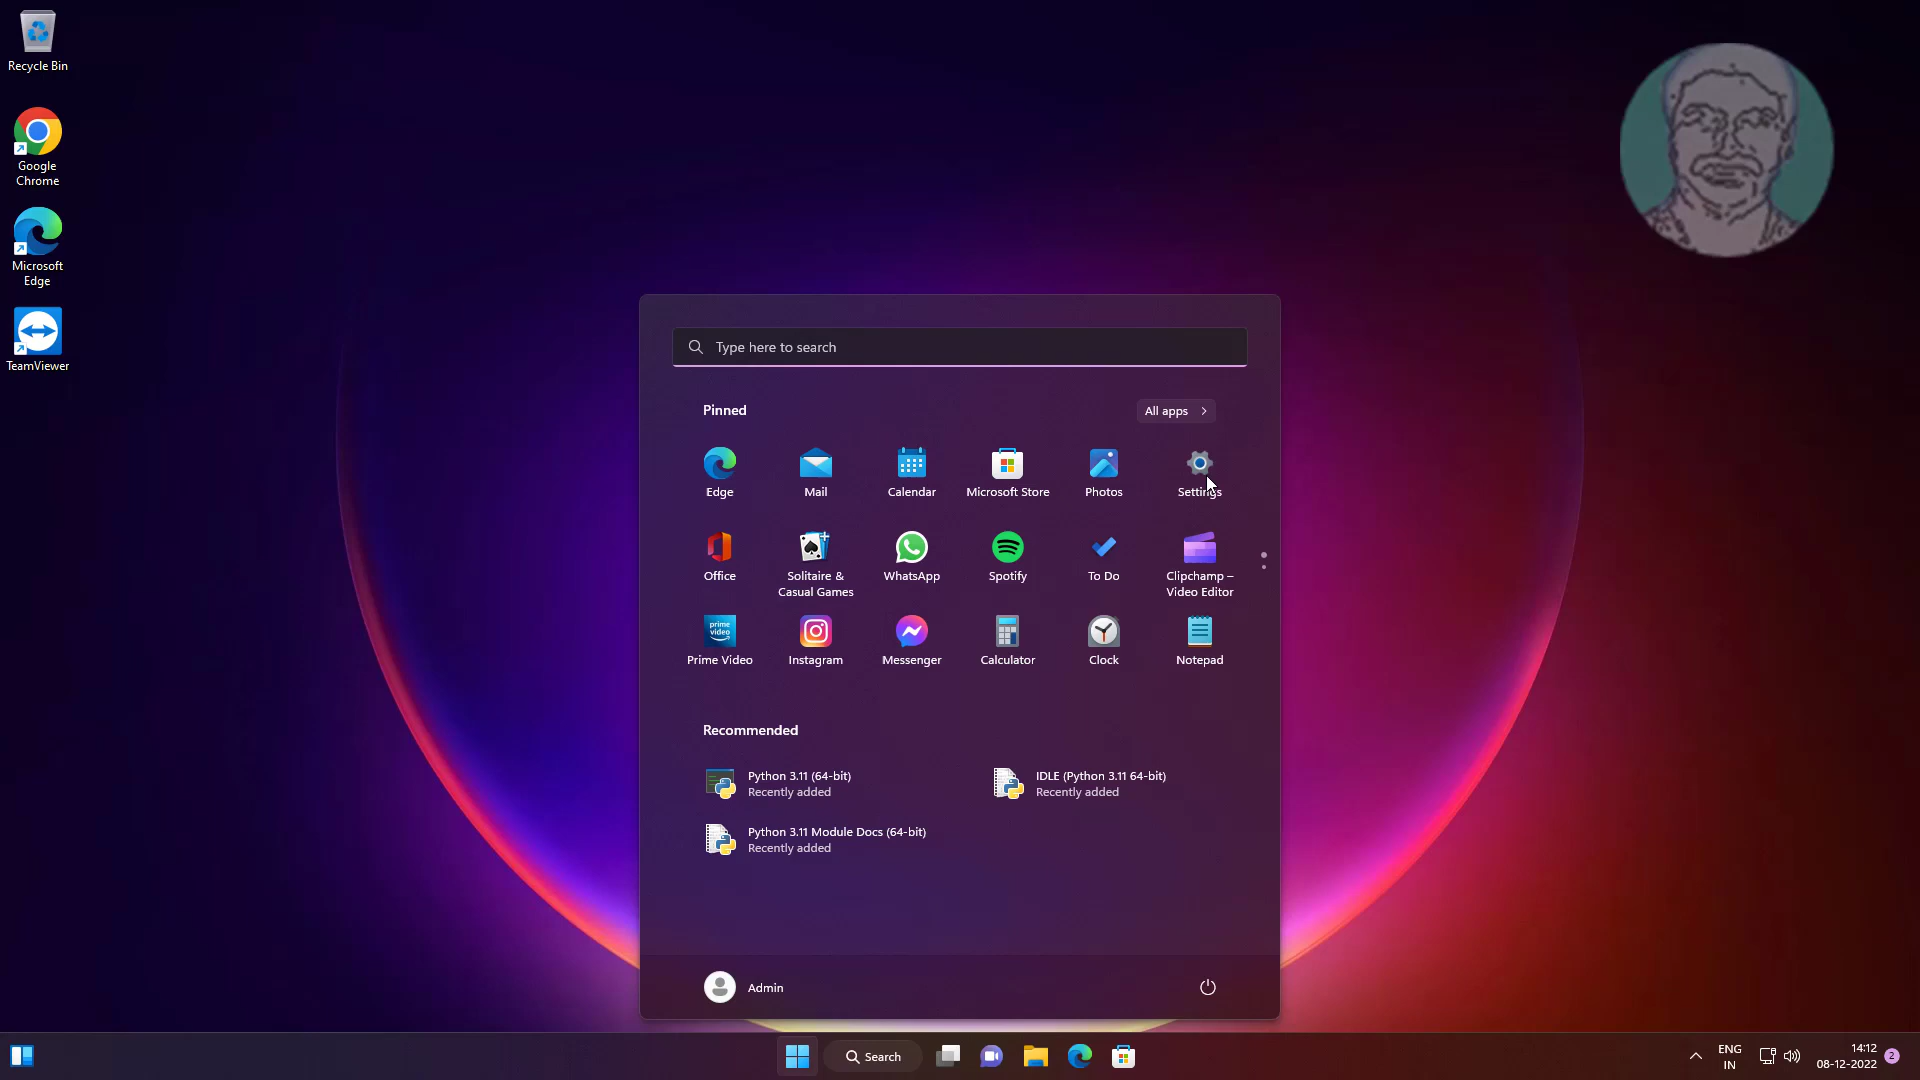 Recycle Bin
Google
Chrome
Microsoft
Edge
TeamViewer
Type here to search
Pinned
All apps
Edge
Mail
Calendar
Microsoft Store
Photos
Settings
Office
Solitaire &
Casual Games
WhatsApp
Spotify
To Do
Clipchamp –
Video Editor
prime
video
Prime Video
Instagram
Messenger
Calculator
Clock
Notepad
Recommended
Python 3.11 (64-bit)
Recently added
IDLE (Python 3.11 64-bit)
Recently added
Python 3.11 Module Docs (64-bit)
Recently added
Admin
Search
ENG
IN
14:12
08-12-2022
2